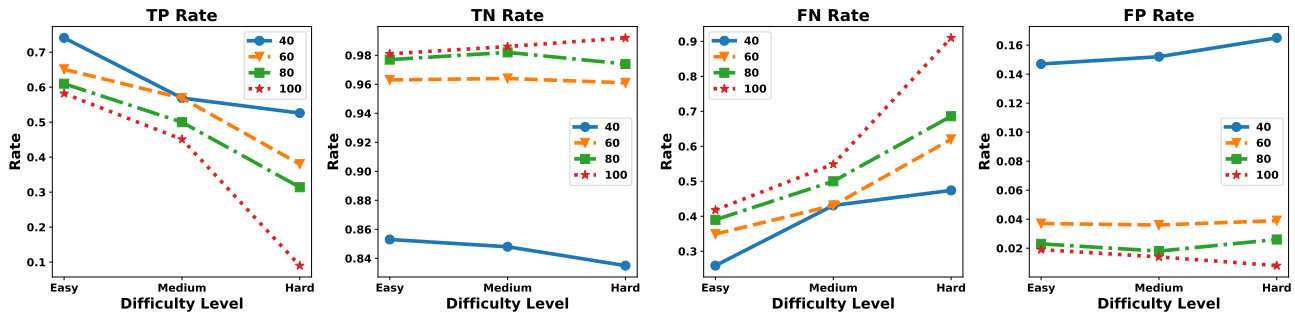 TP Rate
Rate
0.7
0.6
0.5
0.4
0.3
0.2
0.1
40
60
80
100
Easy Medium Hard
Difficulty Level
TN Rate
Rate
0.98
0.96
0.94
0.92
0.90
0.88
0.86
0.84
40
60
80
100
Easy Medium Hard
Difficulty Level
FN Rate
Rate
0.9
0.8
0.7
0.6
0.5
0.4
0.3
40
60
80
100
Easy Medium Hard
Difficulty Level
FP Rate
Rate
0.16
0.14
0.12
0.10
0.08
0.06
0.04
0.02
40
60
80
100
Easy Medium Hard
Difficulty Level